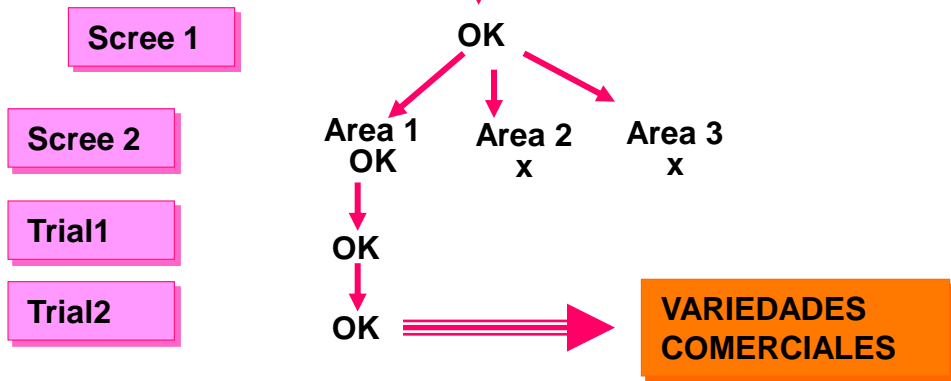 Scree 1
OK
Scree 2
Area 1
OK
Area 2
x
Area 3
x
Trial1
OK
Trial2
OK
VARIEDADES
COMERCIALES